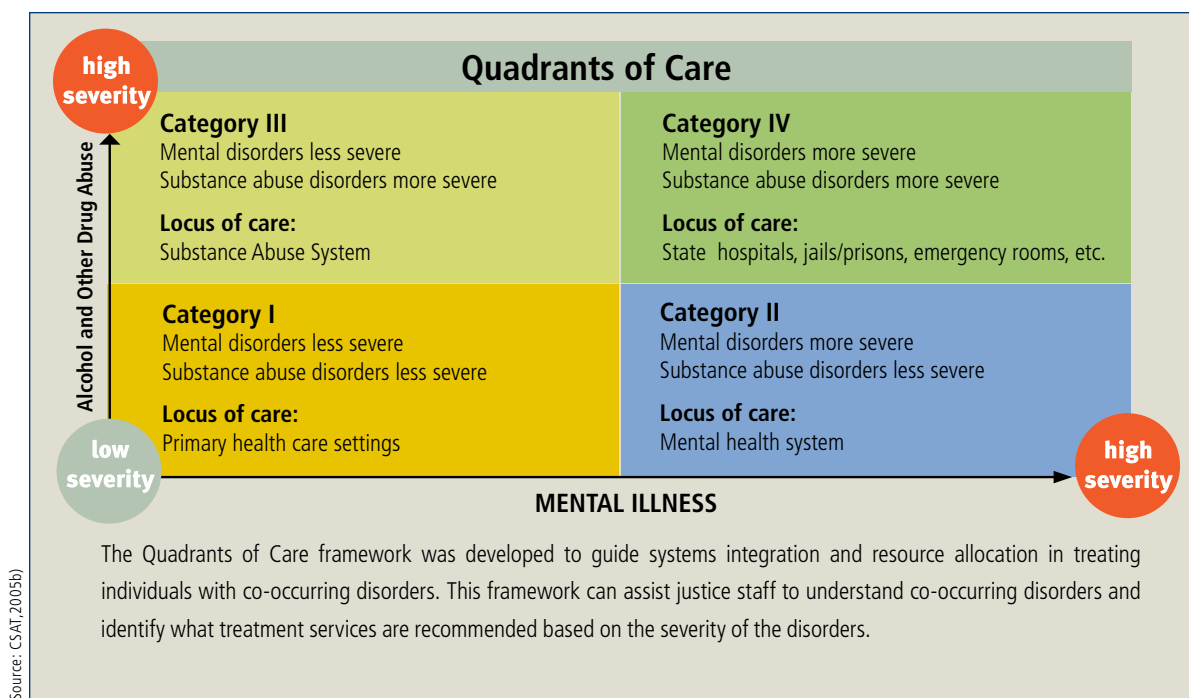 Quadrants of Care
high
severity
Category III
Mental disorders less severe
Substance abuse disorders more severe
Locus of care:
Substance Abuse System
Category IV
Mental disorders more severe
Substance abuse disorders more severe
Locus of care:
State hospitals, jails/prisons, emergency rooms, etc.
Alcohol and Other Drug Abuse
Category I
Mental disorders less severe
Substance abuse disorders less severe
Locus of care:
Primary health care settings
Category II
Mental disorders more severe
Substance abuse disorders less severe
Locus of care:
Mental health system
low
severity
high
severity
MENTAL ILLNESS
The Quadrants of Care framework was developed to guide systems integration and resource allocation in treating
individuals with co-occurring disorders. This framework can assist justice staff to understand co-occurring disorders and
identify what treatment services are recommended based on the severity of the disorders.
Source: CSAT,2005b)